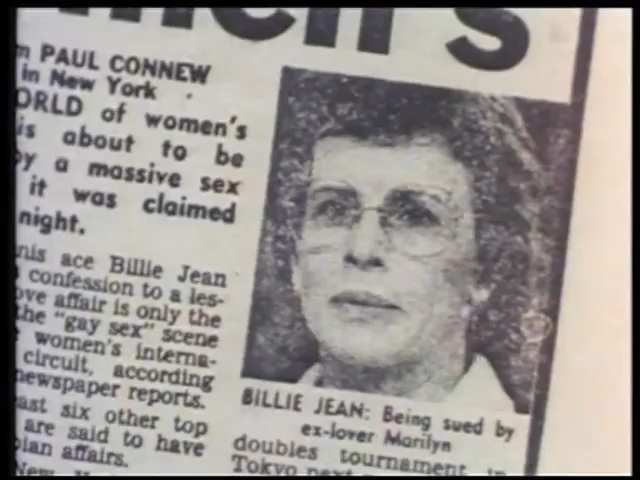 men's
PAUL CONNEW
in New York
ORLD of women's
is about to be
by a massive sex
it was claimed
night.
nis ace Billie Jean
confession to a les-
ove affair is only the
the "gay sex" scene
women's interna-
circuit, according
newspaper reports.
ast six other top
are said to have
bian affairs.
BILLIE JEAN: Being sued by
ex-lover Marilyn
doubles tournament in
Tokyo next